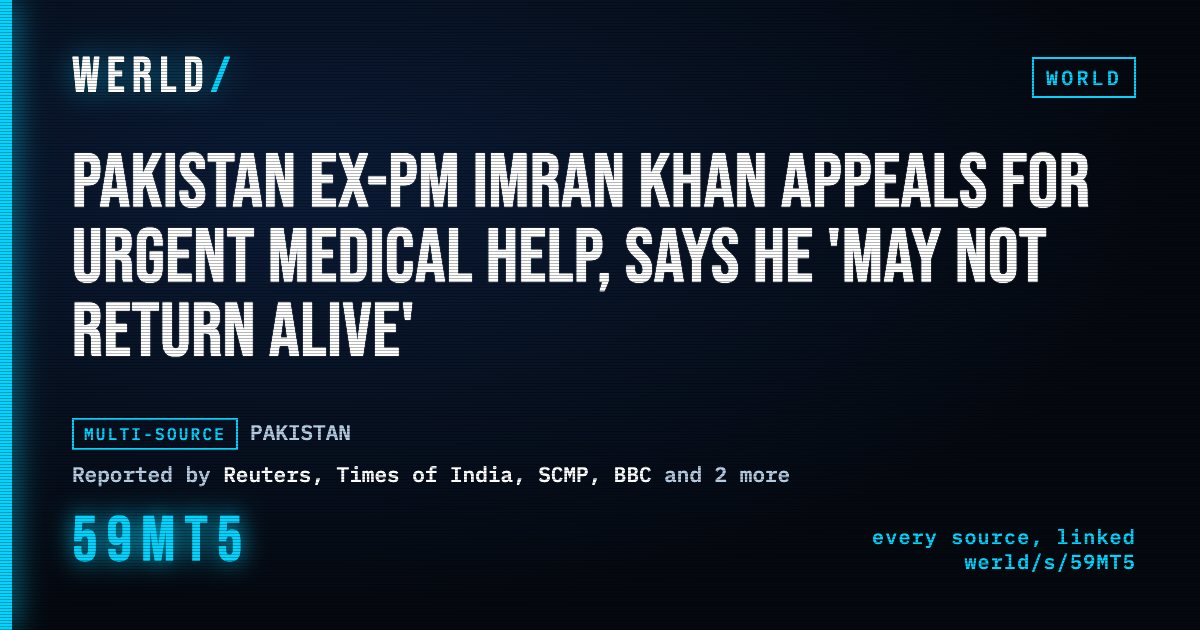 WERLD/
WORLD
PAKISTAN EX-PM IMRAN KHAN APPEALS FOR
URGENT MEDICAL HELP, SAYS HE 'MAY NOT
RETURN ALIVE'
MULTI-SOURCE PAKISTAN
Reported by Reuters, Times of India, SCMP, BBC and 2 more
59MT5
every source, linked
werld/s/59MT5